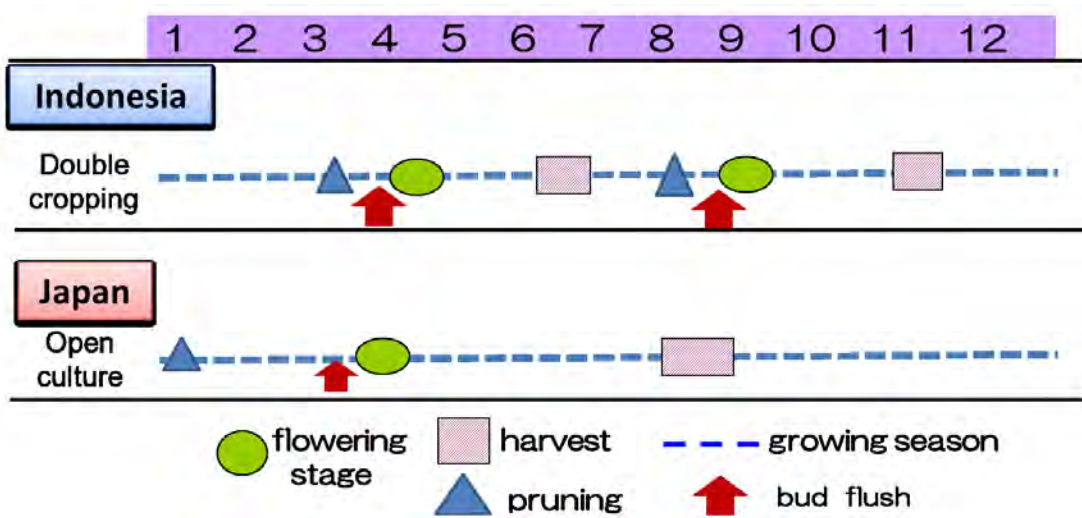 1 2 3 4 5 6 7 8 9 10 11 12
Indonesia
Double
cropping
Japan
Open
culture
flowering
stage
harvest
growing season
pruning
bud flush